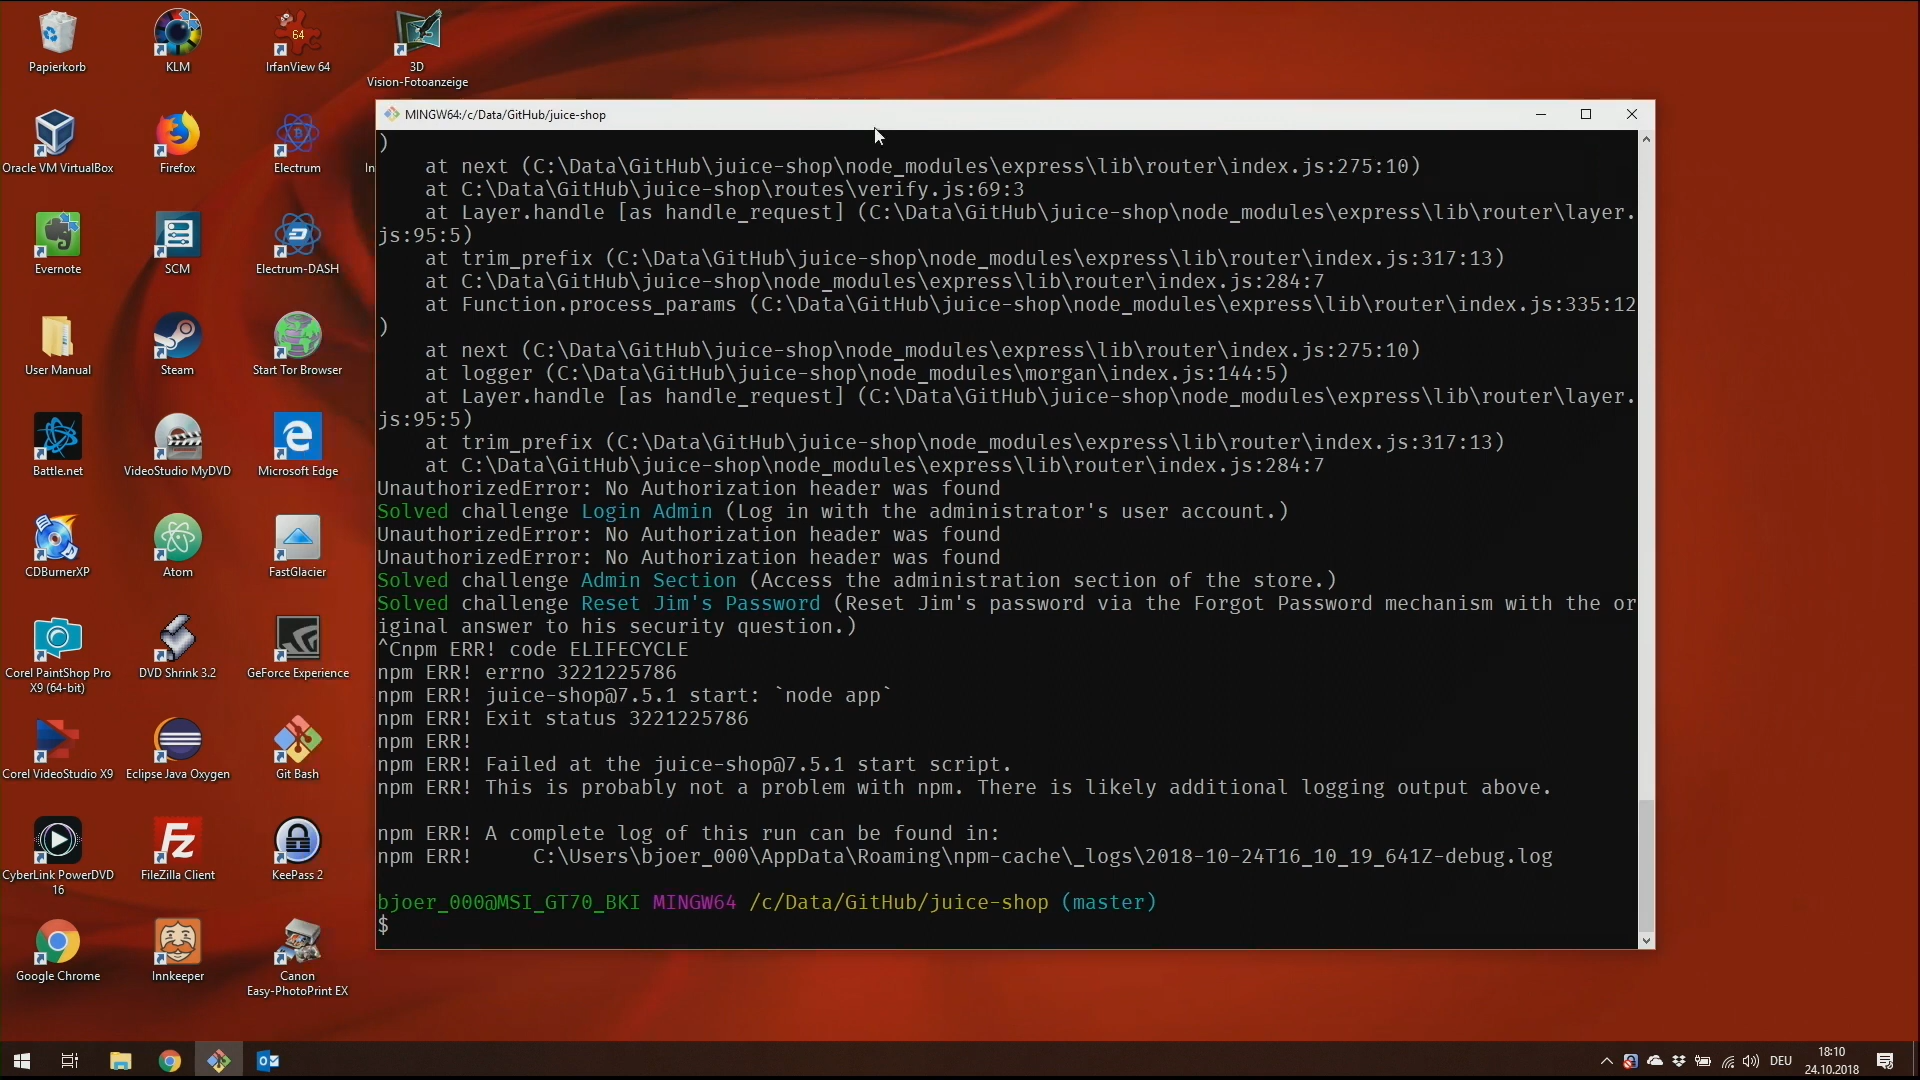 Papierkorb
KLM
IrfanView 64
3D
Vision-Fotoanzeige
Oracle VM VirtualBox
Firefox
Electrum
In
Evernote
SCM
Electrum-DASH
User Manual
Steam
Start Tor Browser
Battle.net
VideoStudio MyDVD
Microsoft Edge
CDBurnerXP
Atom
FastGlacier
Corel PaintShop Pro
X9 (64-bit)
DVD Shrink 3.2
GeForce Experience
Corel VideoStudio X9
Eclipse Java Oxygen
Git Bash
CyberLink PowerDVD
16
FileZilla Client
KeePass 2
Google Chrome
Innkeeper
Canon
Easy-PhotoPrint EX
MINGW64:/c/Data/GitHub/juice-shop
)
at next (C:\Data\GitHub\juice-shop\node_modules\express\lib\router\index.js:275:10)
at C:\Data\GitHub\juice-shop\routes\verify.js:69:3
at Layer.handle [as handle_request] (C:\Data\GitHub\juice-shop\node_modules\express\lib\router\layer.
js:95:5)
at trim_prefix (C:\Data\GitHub\juice-shop\node_modules\express\lib\router\index.js:317:13)
at C:\Data\GitHub\juice-shop\node_modules\express\lib\router\index.js:284:7
at Function.process_params (C:\Data\GitHub\juice-shop\node_modules\express\lib\router\index.js:335:12
)
at next (C:\Data\GitHub\juice-shop\node_modules\express\lib\router\index.js:275:10)
at logger (C:\Data\GitHub\juice-shop\node_modules\morgan\index.js:144:5)
at Layer.handle [as handle_request] (C:\Data\GitHub\juice-shop\node_modules\express\lib\router\layer.
js:95:5)
at trim_prefix (C:\Data\GitHub\juice-shop\node_modules\express\lib\router\index.js:317:13)
at C:\Data\GitHub\juice-shop\node_modules\express\lib\router\index.js:284:7
UnauthorizedError: No Authorization header was found
Solved challenge Login Admin (Log in with the administrator's user account.)
UnauthorizedError: No Authorization header was found
UnauthorizedError: No Authorization header was found
Solved challenge Admin Section (Access the administration section of the store.)
Solved challenge Reset Jim's Password (Reset Jim's password via the Forgot Password mechanism with the or
iginal answer to his security question.)
^Cnpm ERR! code ELIFECYCLE
npm ERR! errno 3221225786
npm ERR! juice-shop@7.5.1 start: `node app`
npm ERR! Exit status 3221225786
npm ERR!
npm ERR! Failed at the juice-shop@7.5.1 start script.
npm ERR! This is probably not a problem with npm. There is likely additional logging output above.
npm ERR! A complete log of this run can be found in:
npm ERR!     C:\Users\bjoer_000\AppData\Roaming\npm-cache\_logs\2018-10-24T16_10_19_641Z-debug.log
bjoer_000@MSI_GT70_BKI MINGW64 /c/Data/GitHub/juice-shop (master)
$
DEU
18:10
24.10.2018